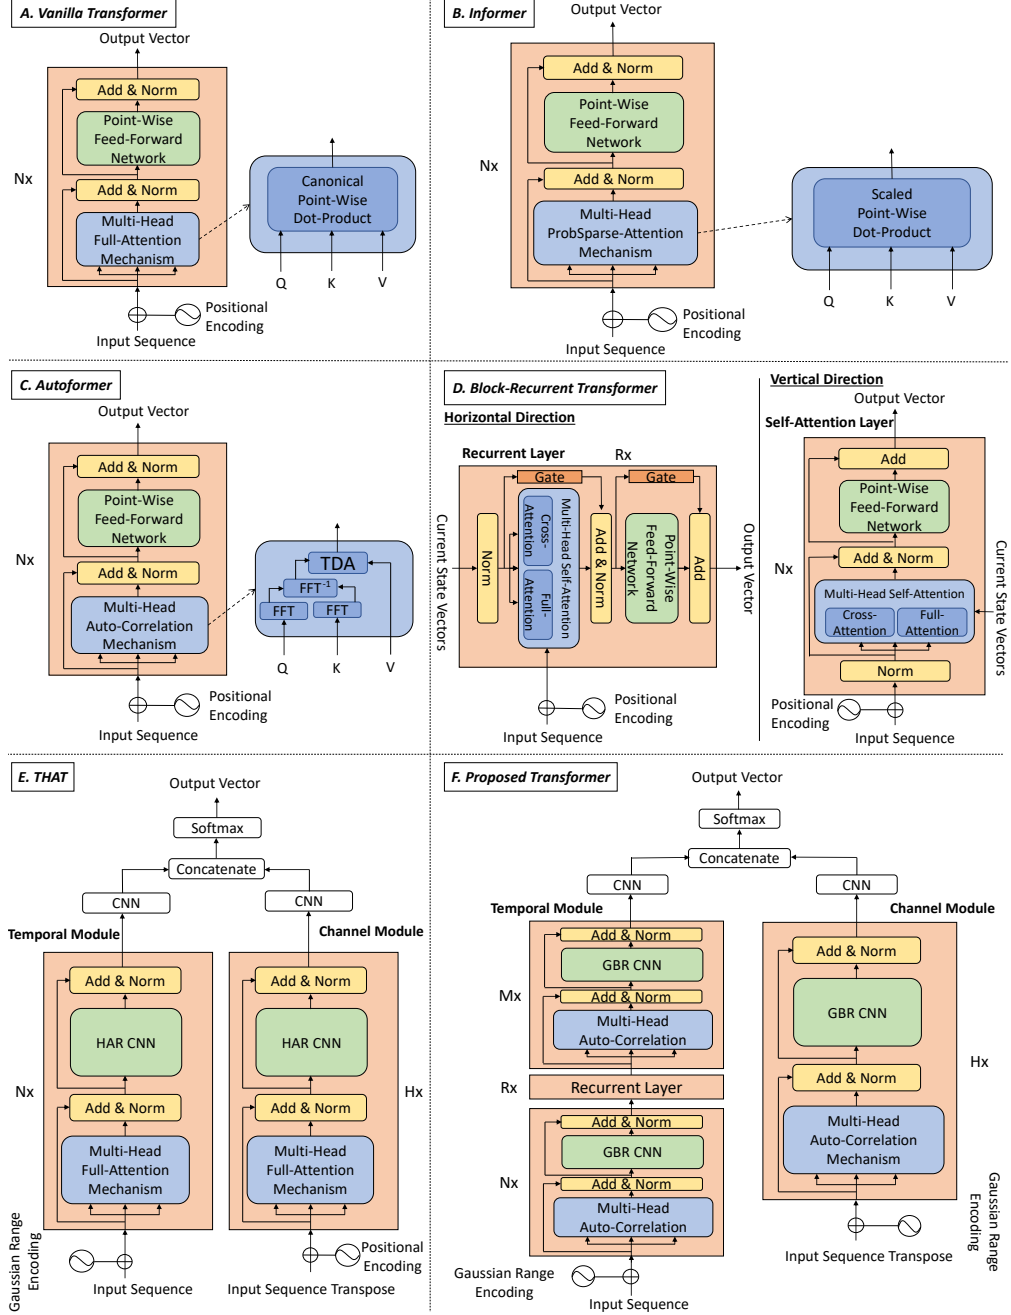 A. Vanilla Transformer
Output Vector
Add & Norm
Point-Wise
Feed-Forward
Network
Nx
Add & Norm
Multi-Head
Full-Attention
Mechanism
Canonical
Point-Wise
Dot-Product
Q
K
V
Positional
Encoding
Input Sequence
B. Informer
Output Vector
Add & Norm
Point-Wise
Feed-Forward
Network
Nx
Add & Norm
Multi-Head
ProbSparse-Attention
Mechanism
Scaled
Point-Wise
Dot-Product
Q
K
V
Positional
Encoding
Input Sequence
C. Autoformer
Output Vector
Add & Norm
Point-Wise
Feed-Forward
Network
Nx
Add & Norm
Multi-Head
Auto-Correlation
Mechanism
TDA
FFT-1
FFT
FFT
Q
K
V
Positional
Encoding
Input Sequence
D. Block-Recurrent Transformer
Horizontal Direction
Recurrent Layer
Rx
Gate
Gate
Current State Vectors
Norm
Cross-
Attention
Full-
Attention
Multi-Head Self-Attention
Add & Norm
Point-Wise
Feed-Forward
Network
Add
Output Vector
Positional
Encoding
Input Sequence
Vertical Direction
Output Vector
Self-Attention Layer
Add
Point-Wise
Feed-Forward
Network
Nx
Add & Norm
Multi-Head Self-Attention
Cross-
Attention
Full-
Attention
Current State Vectors
Norm
Positional
Encoding
Input Sequence
E. THAT
Output Vector
Softmax
Concatenate
CNN
CNN
Temporal Module
Channel Module
Add & Norm
HAR CNN
Nx
Add & Norm
Multi-Head
Full-Attention
Mechanism
Gaussian Range
Encoding
Input Sequence
Add & Norm
HAR CNN
Hx
Add & Norm
Multi-Head
Full-Attention
Mechanism
Positional
Encoding
Input Sequence Transpose
F. Proposed Transformer
Output Vector
Softmax
Concatenate
CNN
CNN
Temporal Module
Channel Module
Add & Norm
GBR CNN
Mx
Add & Norm
Multi-Head
Auto-Correlation
Rx
Recurrent Layer
Add & Norm
GBR CNN
Nx
Add & Norm
Multi-Head
Auto-Correlation
Gaussian Range
Encoding
Input Sequence
Add & Norm
GBR CNN
Hx
Add & Norm
Multi-Head
Auto-Correlation
Mechanism
Gaussian Range
Encoding
Input Sequence Transpose